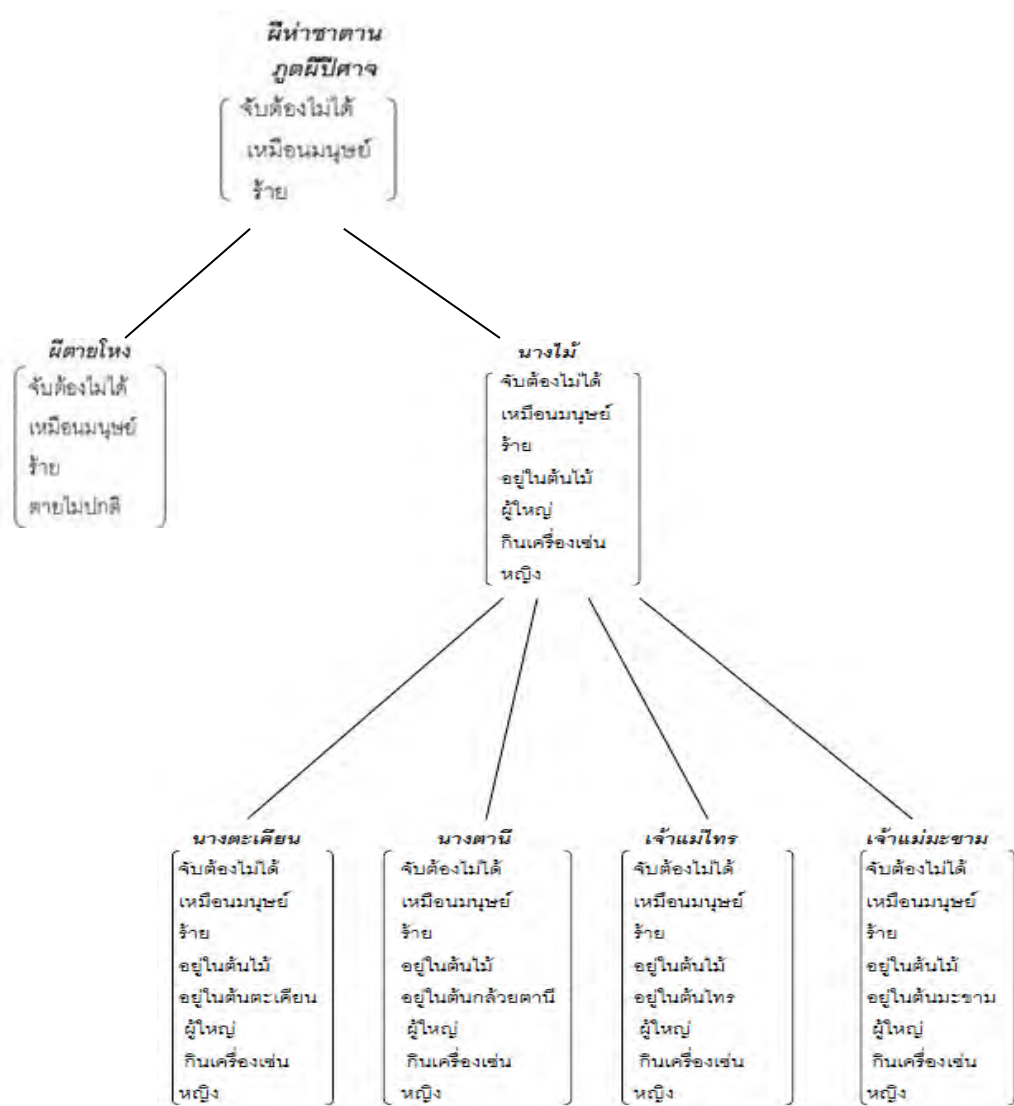 ผีห่าซาตาน
ภูตผีปีศาจ
จับต้องไม่ได้
เหมือนมนุษย์
ร้าย
ผีตายโหง
จับต้องไม่ได้
เหมือนมนุษย์
ร้าย
ตายไม่ปกติ
นางไม้
จับต้องไม่ได้
เหมือนมนุษย์
ร้าย
อยู่ในต้นไม้
ผู้ใหญ่
กินเครื่องเซ่น
หญิง
นางตะเคียน
จับต้องไม่ได้
เหมือนมนุษย์
ร้าย
อยู่ในต้นไม้
อยู่ในต้นตะเคียน
ผู้ใหญ่
กินเครื่องเซ่น
หญิง
นางตานี
จับต้องไม่ได้
เหมือนมนุษย์
ร้าย
อยู่ในต้นไม้
อยู่ในต้นกล้วยตานี
ผู้ใหญ่
กินเครื่องเซ่น
หญิง
เจ้าแม่ไทร
จับต้องไม่ได้
เหมือนมนุษย์
ร้าย
อยู่ในต้นไม้
อยู่ในต้นไทร
ผู้ใหญ่
กินเครื่องเซ่น
หญิง
เจ้าแม่มะขาม
จับต้องไม่ได้
เหมือนมนุษย์
ร้าย
อยู่ในต้นไม้
อยู่ในต้นมะขาม
ผู้ใหญ่
กินเครื่องเซ่น
หญิง